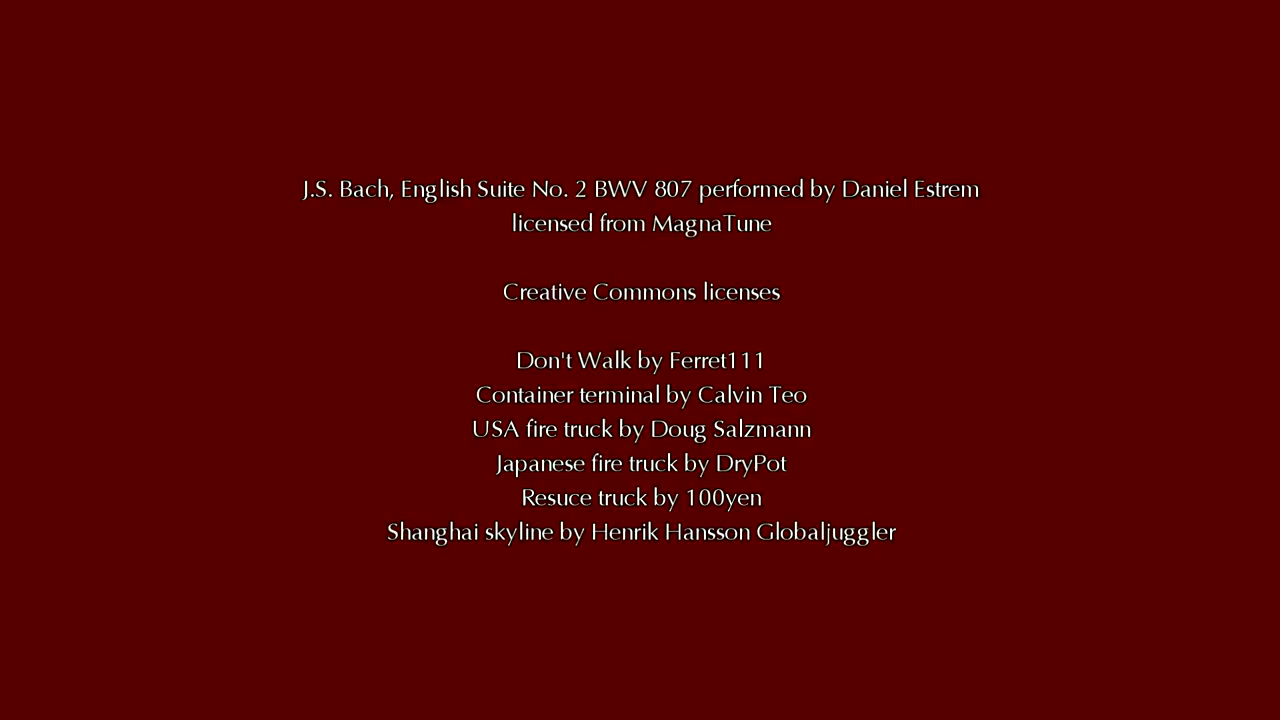 J.S. Bach, English Suite No. 2 BWV 807 performed by Daniel Estrem
licensed from MagnaTune
Creative Commons licenses
Don't Walk by Ferret111
Container terminal by Calvin Teo
USA fire truck by Doug Salzmann
Japanese fire truck by DryPot
Resuce truck by 100yen
Shanghai skyline by Henrik Hansson Globaljuggler